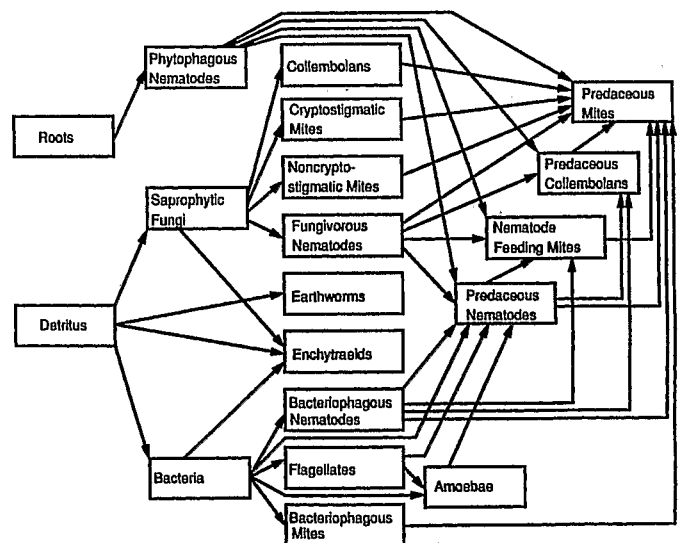 Phytophagous
Nematodes
Collembolans
Predaceous
Mites
Cryptostigmatic
Mites
Roots
Noncrypto-
stigmatic Mites
Predaceous
Collembolans
Saprophytic
Fungi
Fungivorous
Nematodes
Nematode
Feeding Mites
Earthworms
Predaceous
Nematodes
Detritus
Enchytraeids
Bacteriophagous
Nematodes
Bacteria
Flagellates
Amoebae
Bacteriophagous
Mites